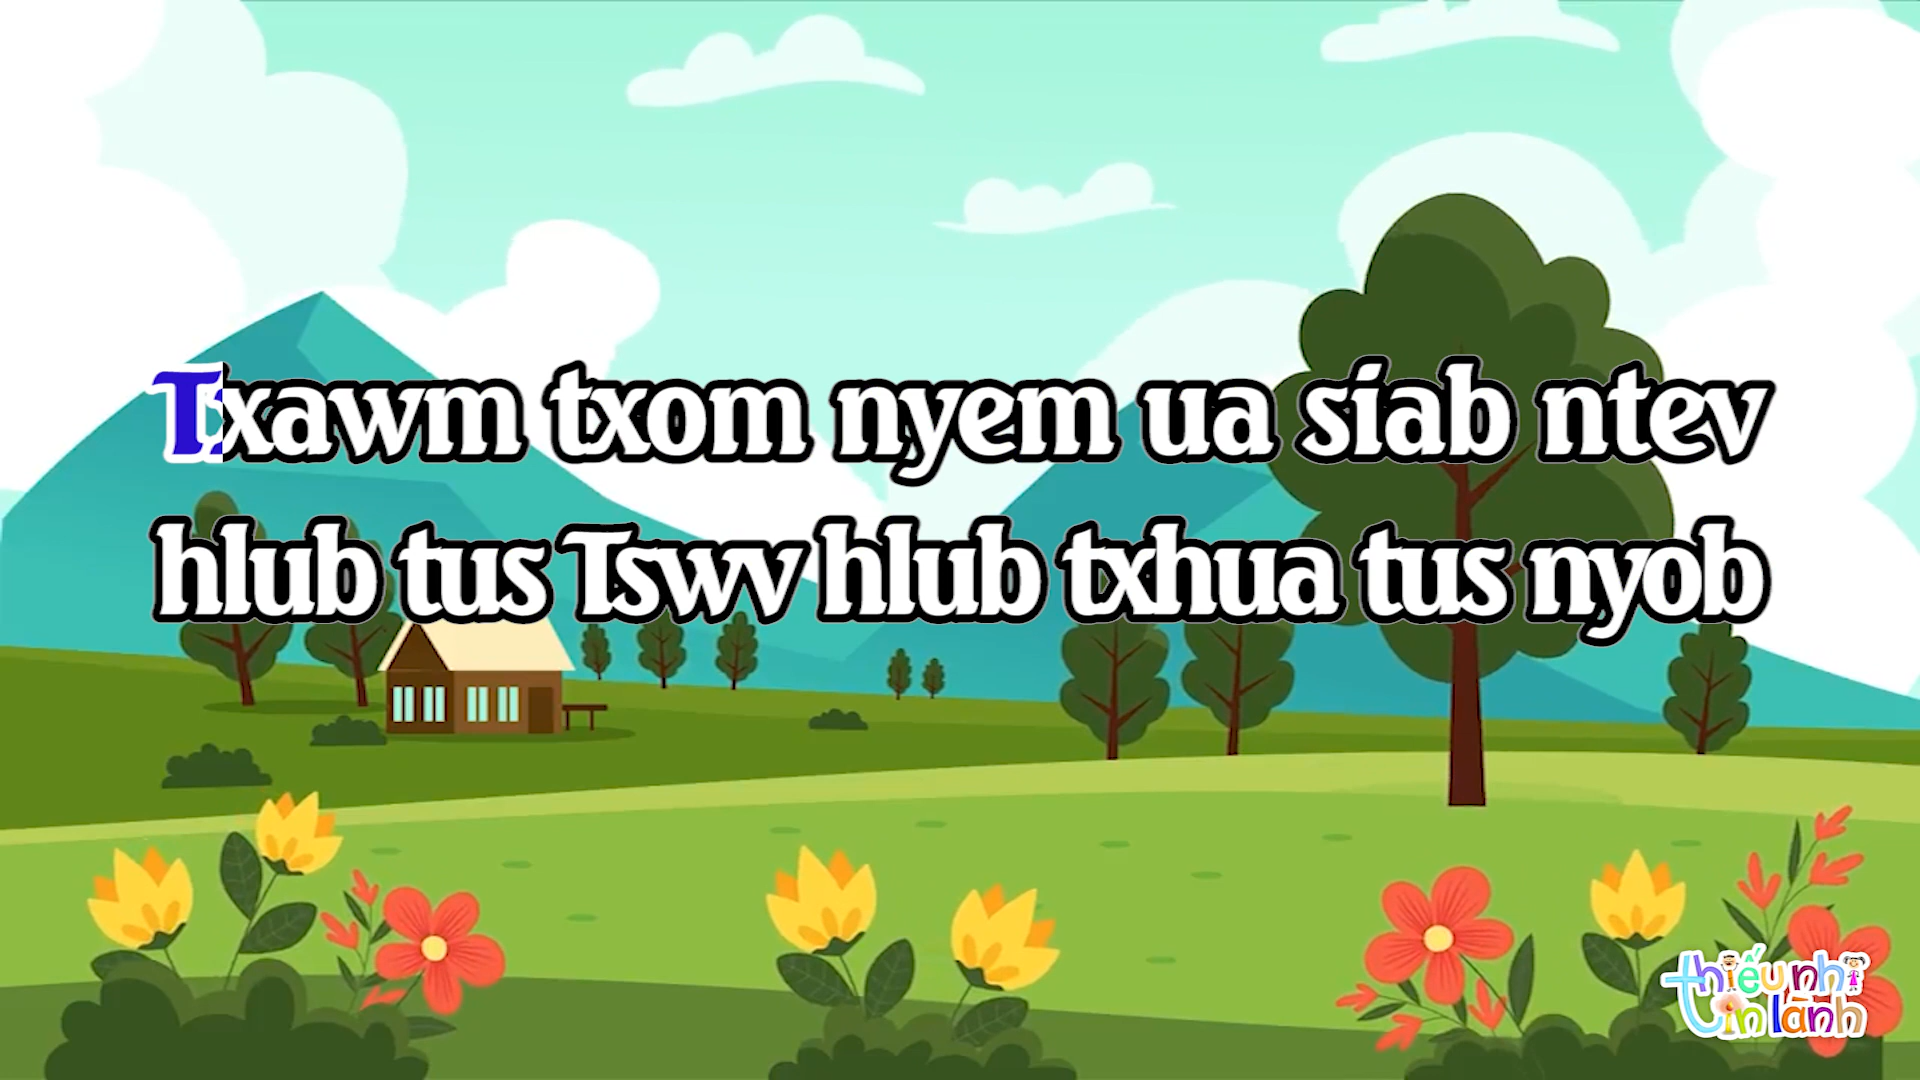 Txawm txom nyem ua siab ntev
hlub tus Tswv hlub txhua tus nyob
thiếu nhi
tin lành